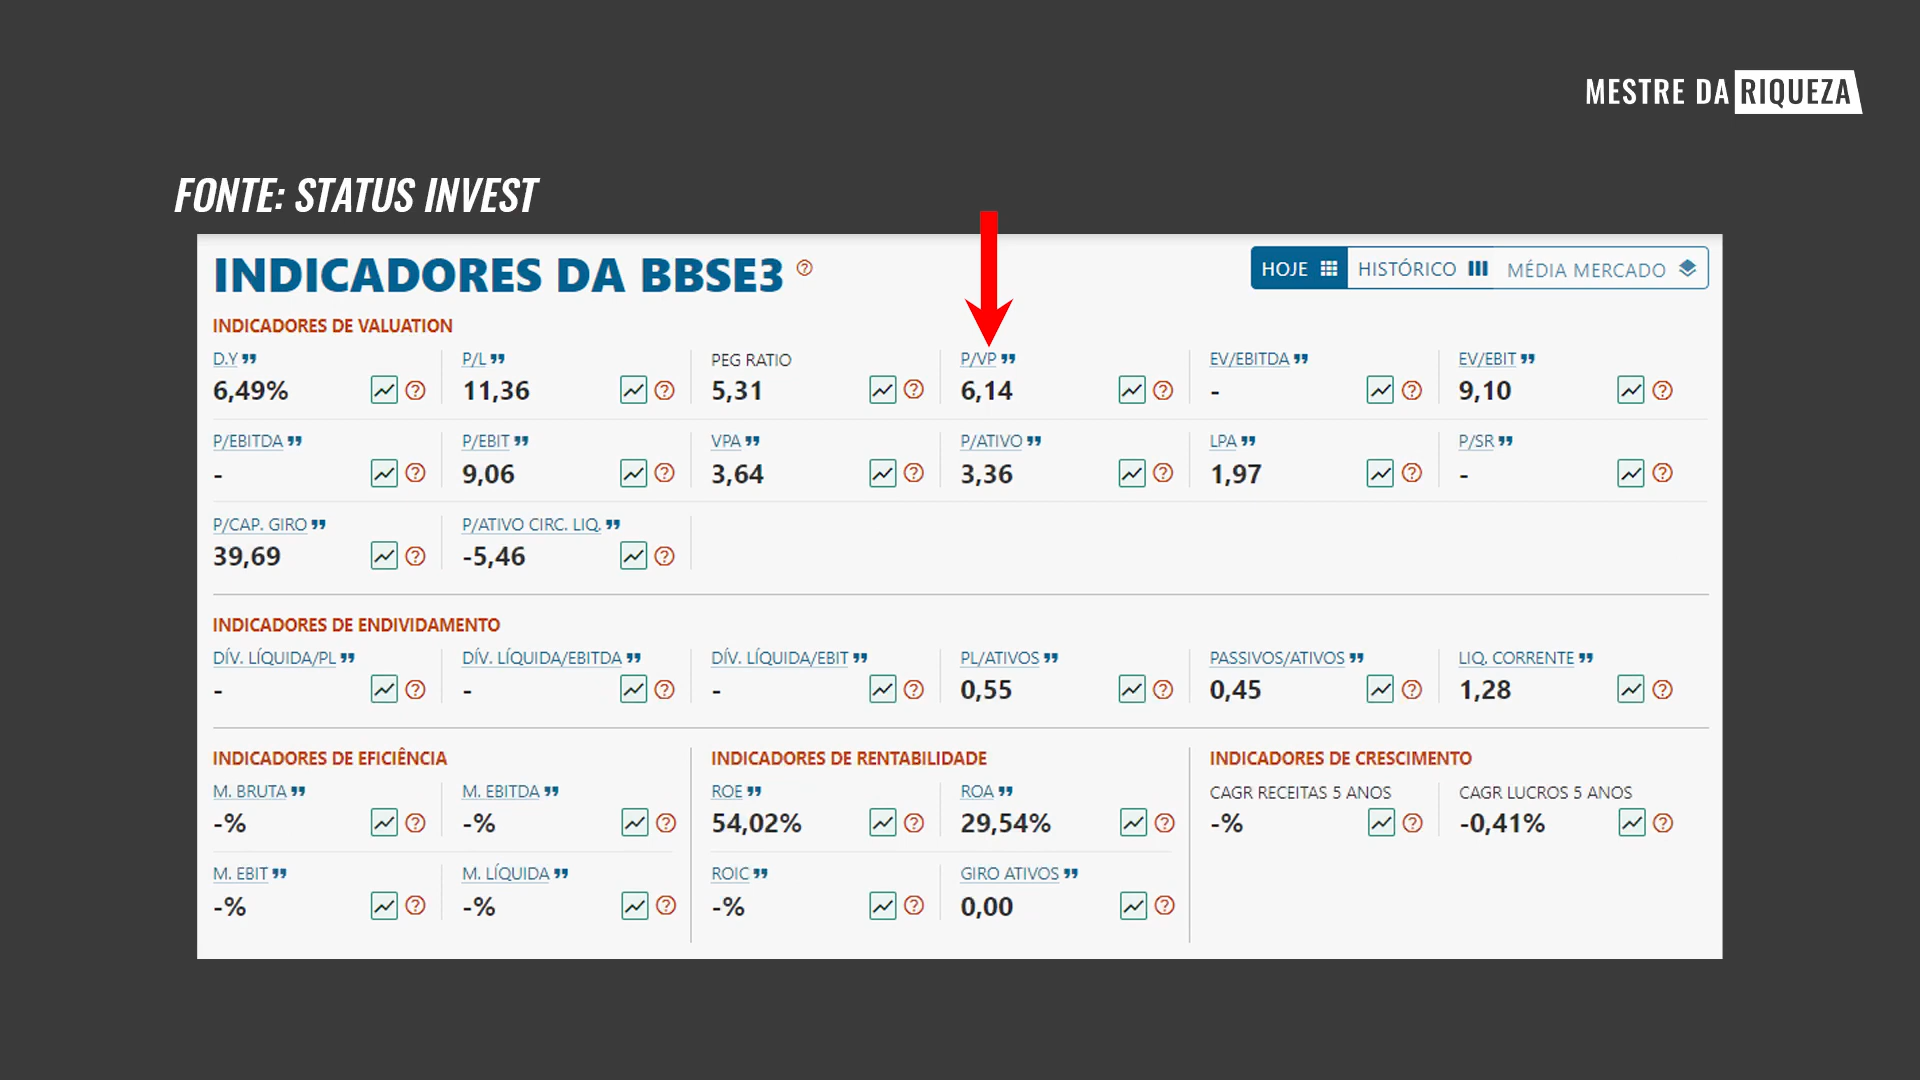 MESTRE DA RIQUEZA
FONTE: STATUS INVEST
INDICADORES DA BBSE3
HOJE HISTÓRICO MÉDIA MERCADO
INDICADORES DE VALUATION
D.Y P/L PEG RATIO P/VP EV/EBITDA EV/EBIT
6,49% 11,36 5,31 6,14 - 9,10
P/EBITDA P/EBIT VPA P/ATIVO LPA P/SR
- 9,06 3,64 3,36 1,97 -
P/CAP. GIRO P/ATIVO CIRC. LIQ.
39,69 -5,46
INDICADORES DE ENDIVIDAMENTO
DÍV. LÍQUIDA/PL DÍV. LÍQUIDA/EBITDA DÍV. LÍQUIDA/EBIT PL/ATIVOS PASSIVOS/ATIVOS LIQ. CORRENTE
- - - 0,55 0,45 1,28
INDICADORES DE EFICIÊNCIA INDICADORES DE RENTABILIDADE INDICADORES DE CRESCIMENTO
M. BRUTA M. EBITDA ROE ROA CAGR RECEITAS 5 ANOS CAGR LUCROS 5 ANOS
-% -% 54,02% 29,54% -% -0,41%
M. EBIT M. LÍQUIDA ROIC GIRO ATIVOS
-% -% -% 0,00